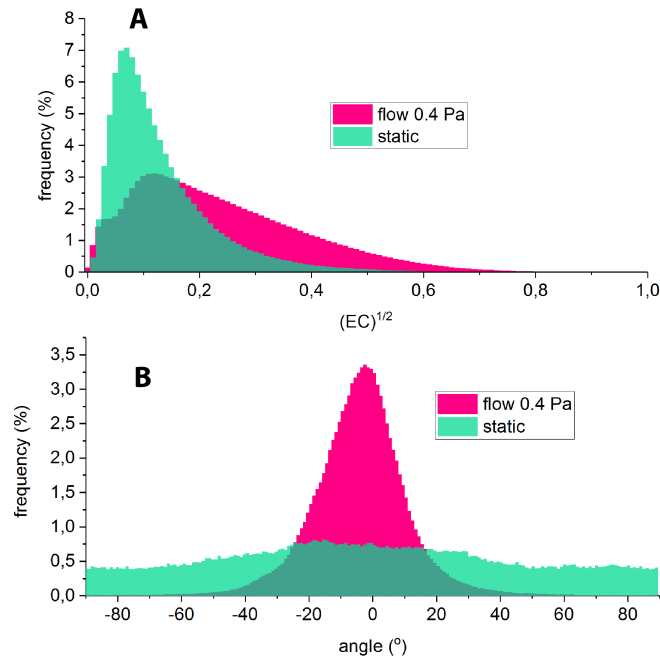 A
8
7
6
5
4
3
2
1
0
frequency (%)
flow 0.4 Pa
static
0,0 0,2 0,4 0,6 0,8 1,0
(EC)1/2
B
3,5
3,0
2,5
2,0
1,5
1,0
0,5
0,0
frequency (%)
flow 0.4 Pa
static
-80 -60 -40 -20 0 20 40 60 80
angle (º)